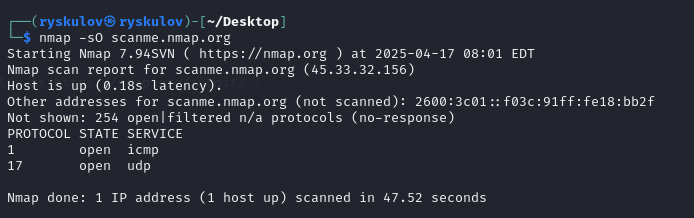 ┌──(ryskulov㉿ryskulov)-[~/Desktop]
└─$ nmap -sO scanme.nmap.org
Starting Nmap 7.94SVN ( https://nmap.org ) at 2025-04-17 08:01 EDT
Nmap scan report for scanme.nmap.org (45.33.32.156)
Host is up (0.18s latency).
Other addresses for scanme.nmap.org (not scanned): 2600:3c01::f03c:91ff:fe18:bb2f
Not shown: 254 open|filtered n/a protocols (no-response)
PROTOCOL STATE SERVICE
1        open  icmp
17       open  udp
Nmap done: 1 IP address (1 host up) scanned in 47.52 seconds